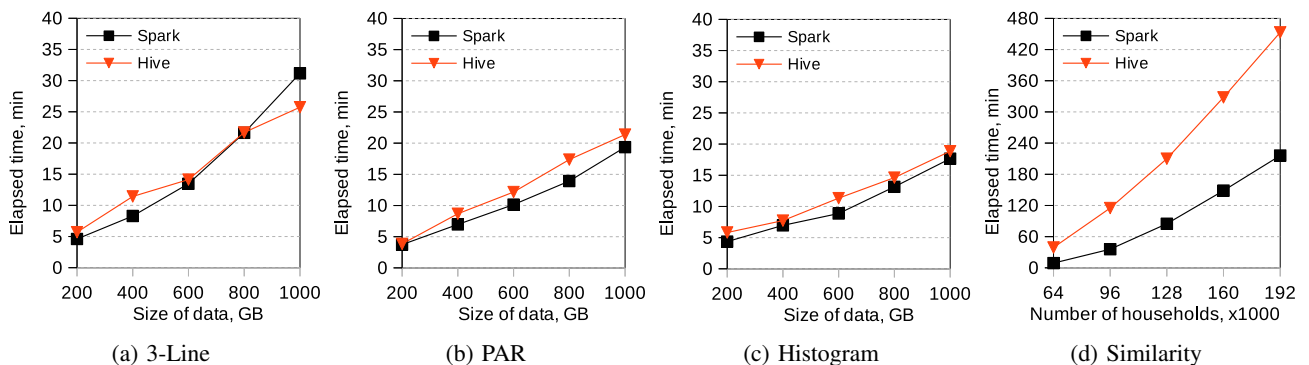 Elapsed time, min
40
35
30
25
20
15
10
5
0
Spark
Hive
200 400 600 800 1000
Size of data, GB
(a) 3-Line
Elapsed time, min
40
35
30
25
20
15
10
5
0
Spark
Hive
200 400 600 800 1000
Size of data, GB
(b) PAR
Elapsed time, min
40
35
30
25
20
15
10
5
0
Spark
Hive
200 400 600 800 1000
Size of data, GB
(c) Histogram
Elapsed time, min
480
420
360
300
240
180
120
60
0
Spark
Hive
64 96 128 160 192
Number of households, x1000
(d) Similarity